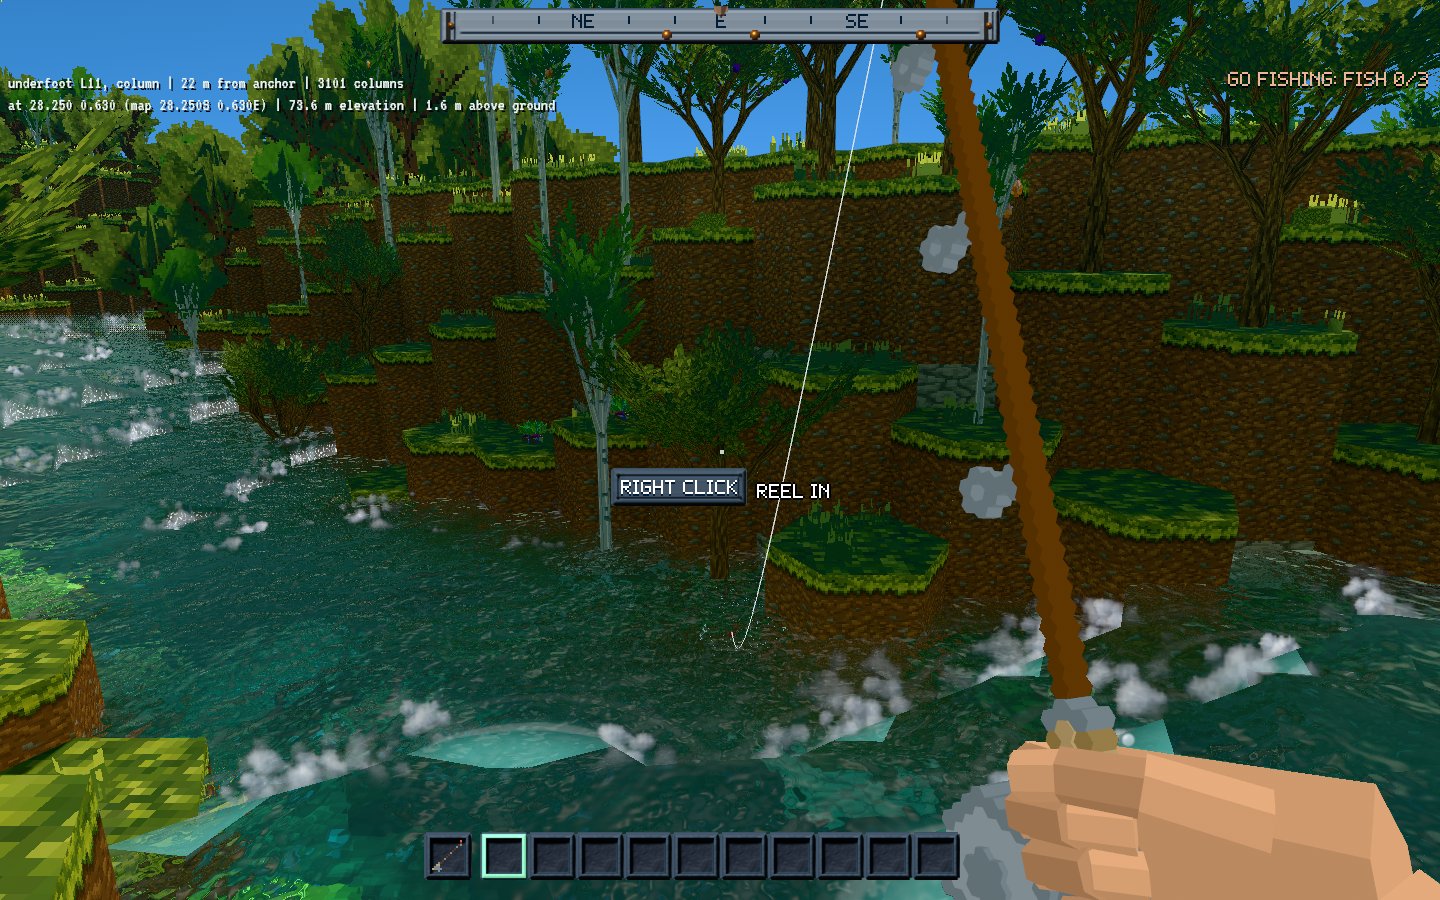 NE E SE
underfoot L11, column | 22 m from anchor | 3101 columns
at 28.250 0.630 (map 28.250S 0.630E) | 73.6 m elevation | 1.6 m above ground
GO FISHING: FISH 0/3
RIGHT CLICK REEL IN